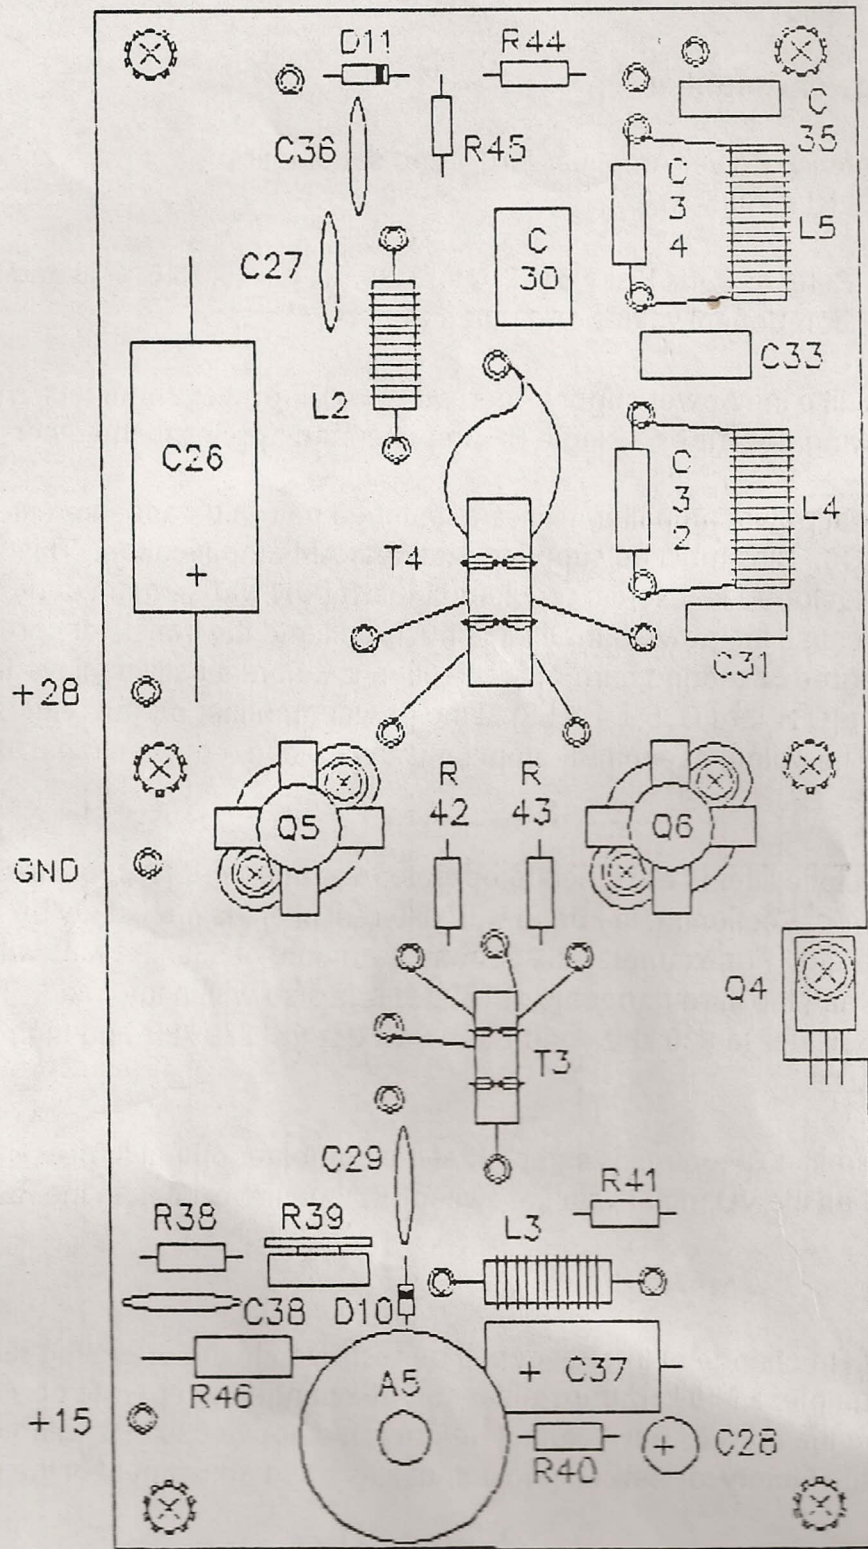 D11
R44
C36
R45
C
35
C
3
4
L5
C27
C
30
L2
C33
C26
+
T4
C
3
2
L4
C31
+28
R
42
R
43
Q5
Q6
GND
Q4
T3
C29
R41
R38
R39
L3
C38
D10
+ C37
R46
A5
+15
R40
+
C28